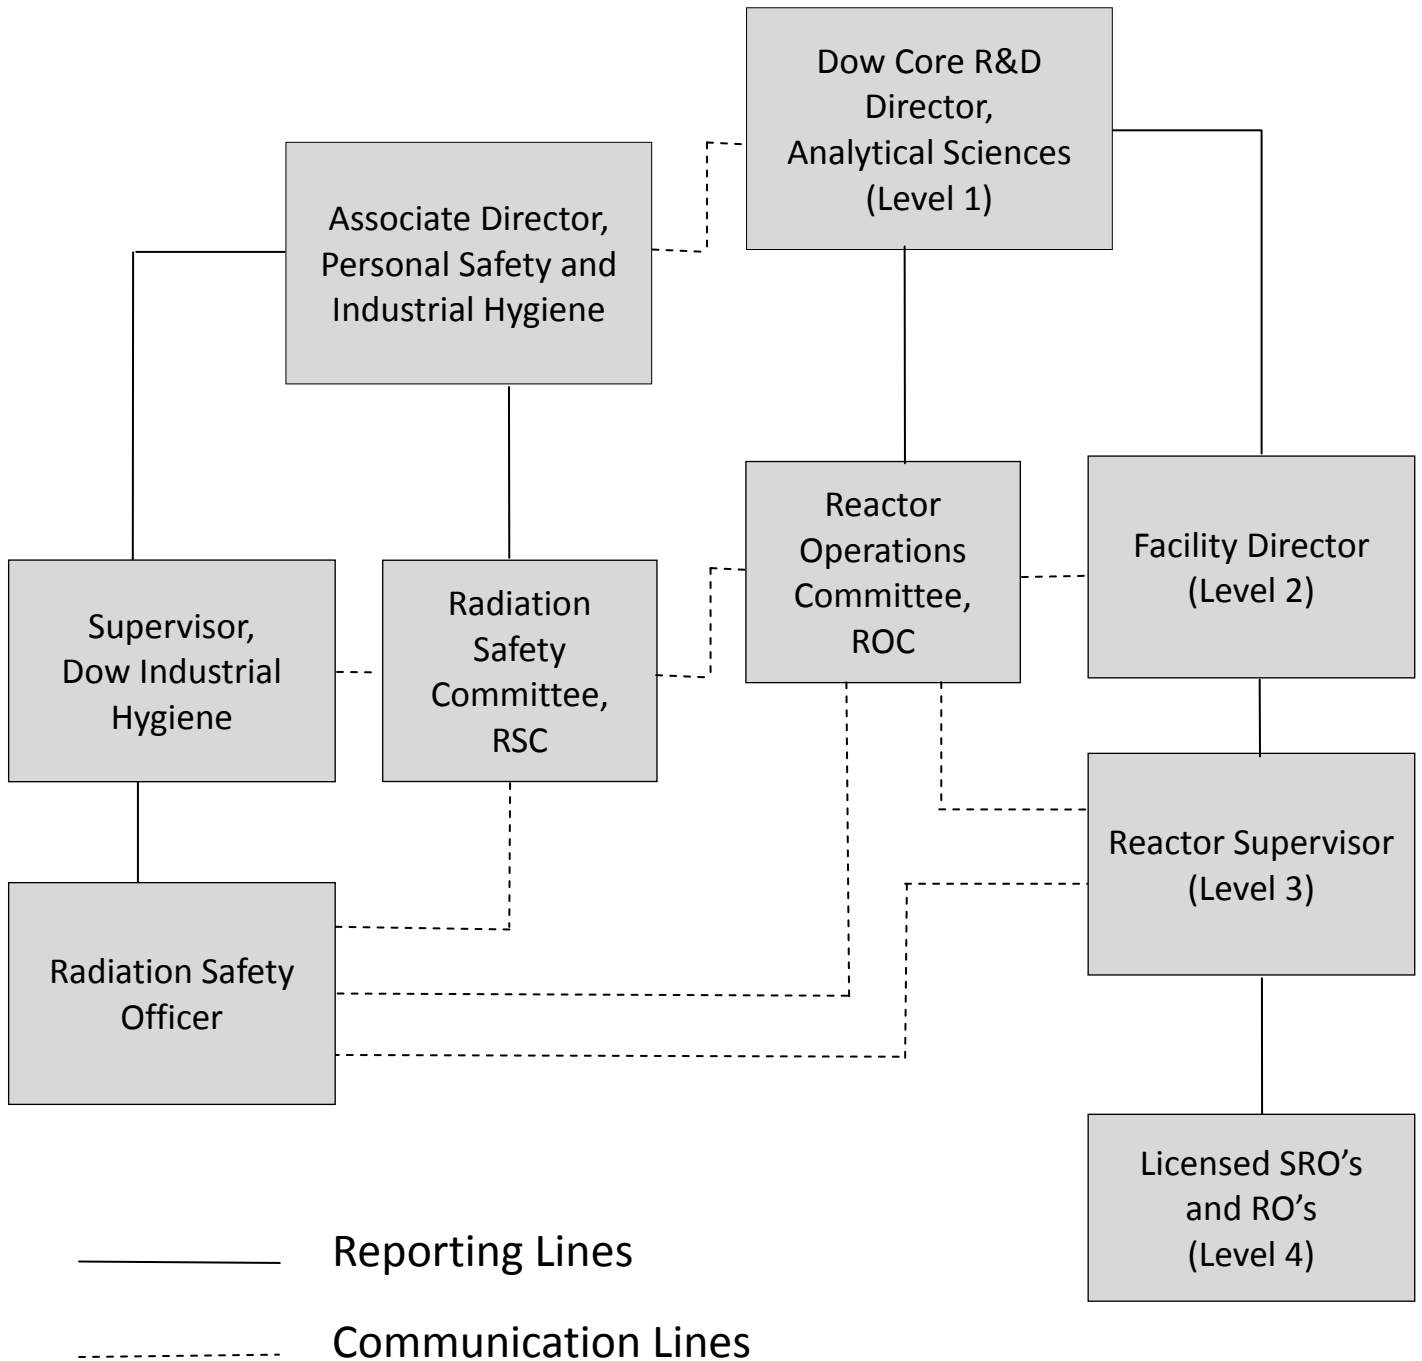 Dow Core R&D
Director,
Analytical Sciences
(Level 1)
Associate Director,
Personal Safety and
Industrial Hygiene
Reactor
Operations
Committee,
ROC
Facility Director
(Level 2)
Supervisor,
Dow Industrial
Hygiene
Radiation
Safety
Committee,
RSC
Reactor Supervisor
(Level 3)
Radiation Safety
Officer
Licensed SRO’s
and RO’s
(Level 4)
Reporting Lines
Communication Lines